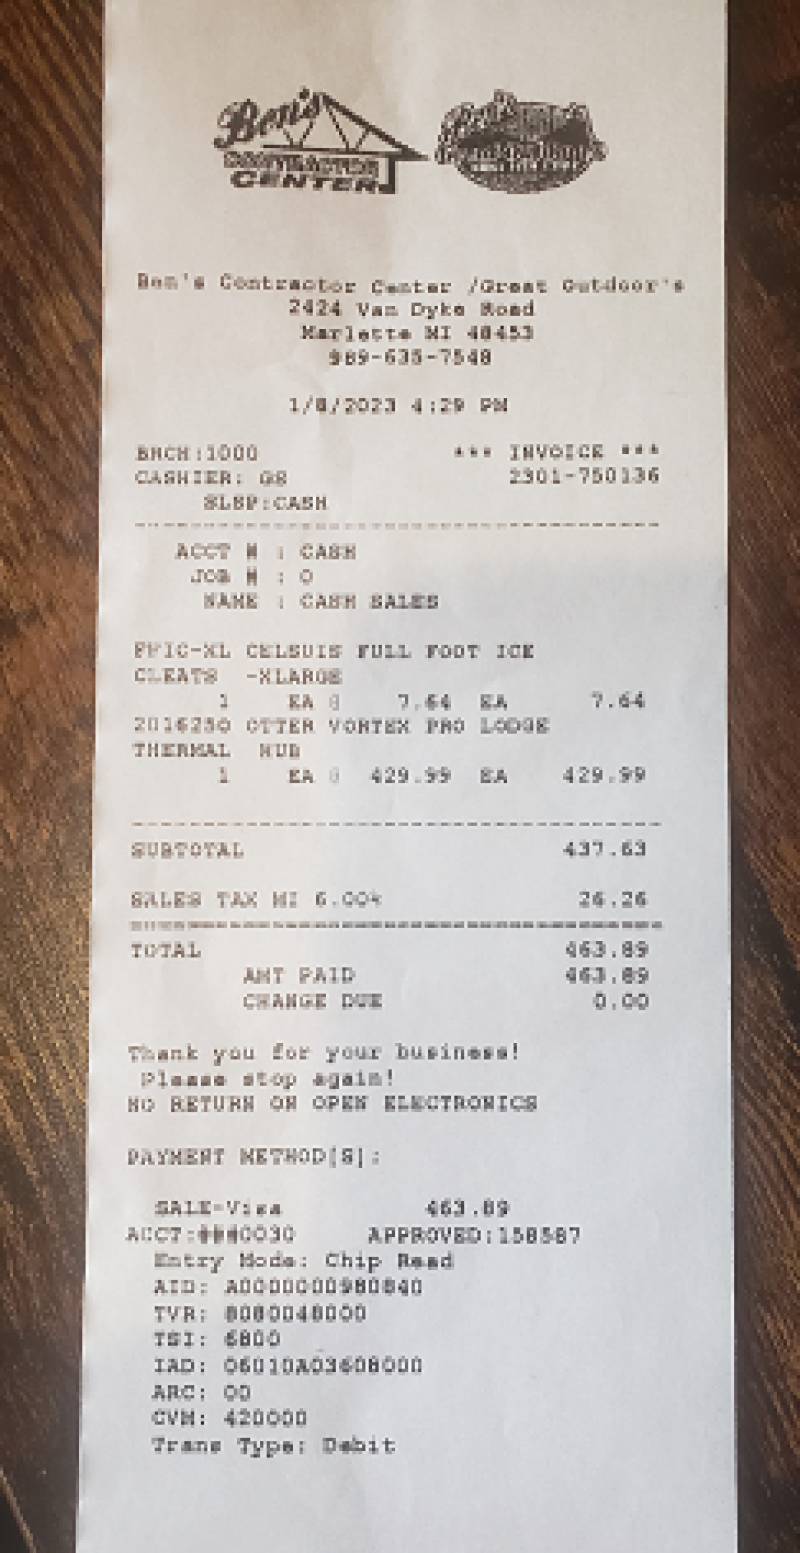 Ben's
CONTRACTOR
CENTER
Ben's
Ben's Contractor Center /Great Outdoor's
2424 Van Dyke Road
Marlette MI 48453
989-635-7548
1/8/2023 4:29 PM
BRCH:1000 *** INVOICE ***
CASHIER: GS 2301-750136
SLSP:CASH
ACCT # : CASH
JOB # : 0
NAME : CASH SALES
FFIC-XL CELSUIS FULL FOOT ICE
CLEATS -XLARGE
1 EA @ 7.64 EA 7.64
2016250 OTTER VORTEX PRO LODGE
THERMAL HUB
1 EA @ 429.99 EA 429.99
SUBTOTAL 437.63
SALES TAX MI 6.00% 26.26
TOTAL 463.89
AMT PAID 463.89
CHANGE DUE 0.00
Thank you for your business!
Please stop again!
NO RETURN ON OPEN ELECTRONICS
PAYMENT METHOD[S]:
SALE-Visa 463.89
ACCT:###0030 APPROVED:158587
Entry Mode: Chip Read
AID: A0000000980840
TVR: 8080048000
TSI: 6800
IAD: 06010A03608000
ARC: 00
CVM: 420000
Trans Type: Debit